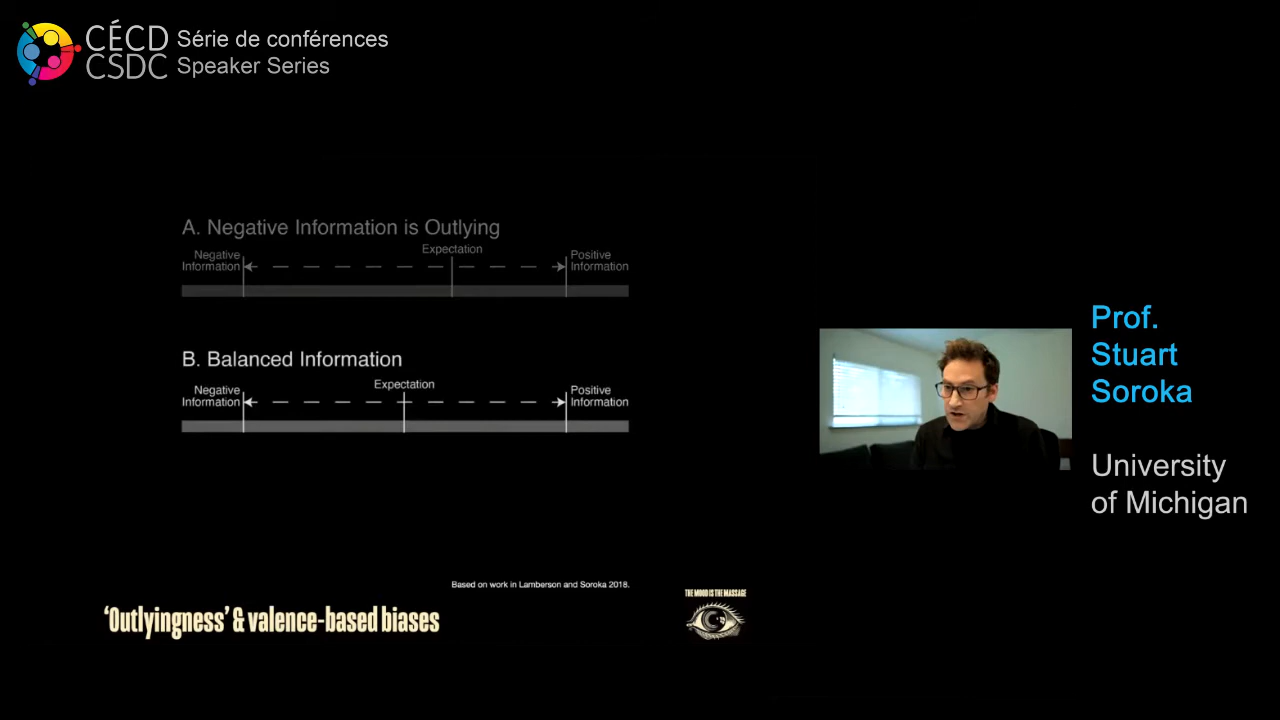 CÉCD Série de conférences
CSDC Speaker Series
A. Negative Information is Outlying
Negative
Information
Expectation
Positive
Information
B. Balanced Information
Negative
Information
Expectation
Positive
Information
Prof.
Stuart
Soroka
University
of Michigan
Based on work in Lamberson and Soroka 2018.
'Outlyingness' & valence-based biases
THE MOOD IS THE MASSAGE